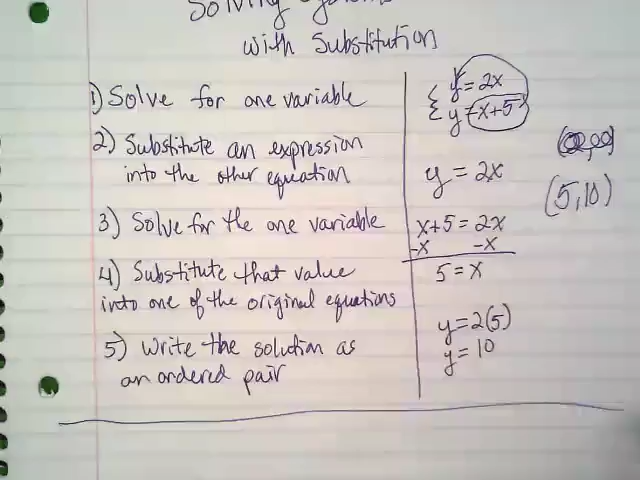 Solving Systems
with Substitution
1) Solve for one variable
2) Substitute an expression
into the other equation
3) Solve for the one variable
4) Substitute that value
into one of the original equations
5) Write the solution as
an ordered pair
{ y = 2x
y = x+5
y = 2x
x+5 = 2x
-x -x
5 = x
y = 2(5)
y = 10
(5,10)